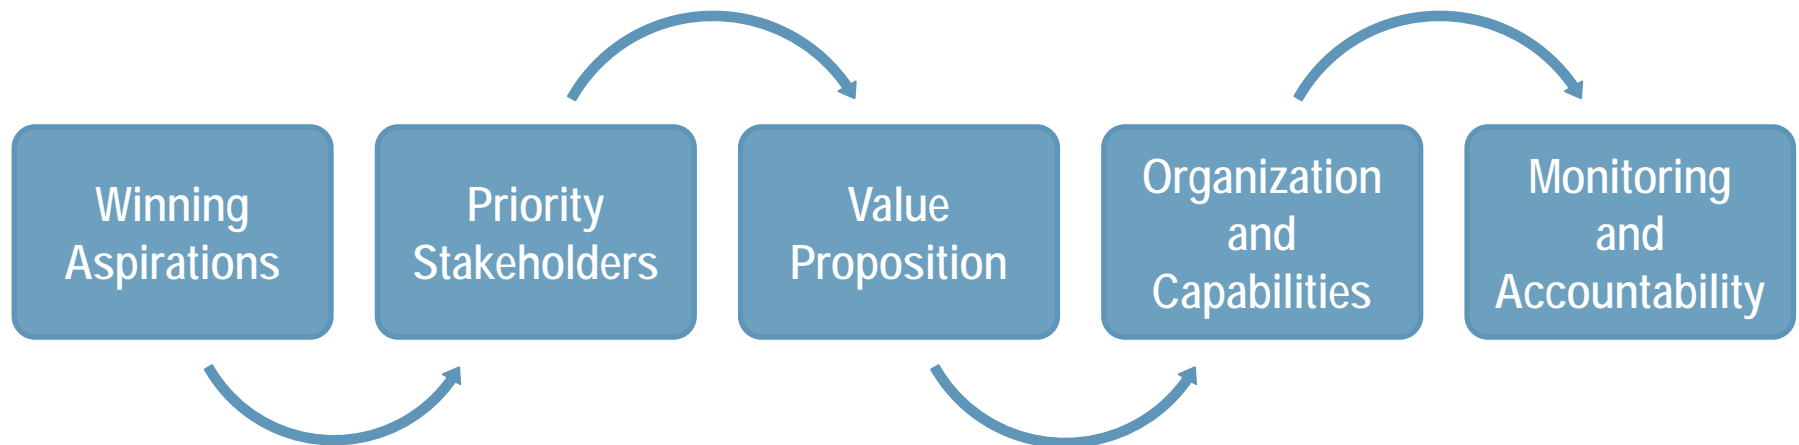 Winning
Aspirations
Priority
Stakeholders
Value
Proposition
Organization
and
Capabilities
Monitoring
and
Accountability